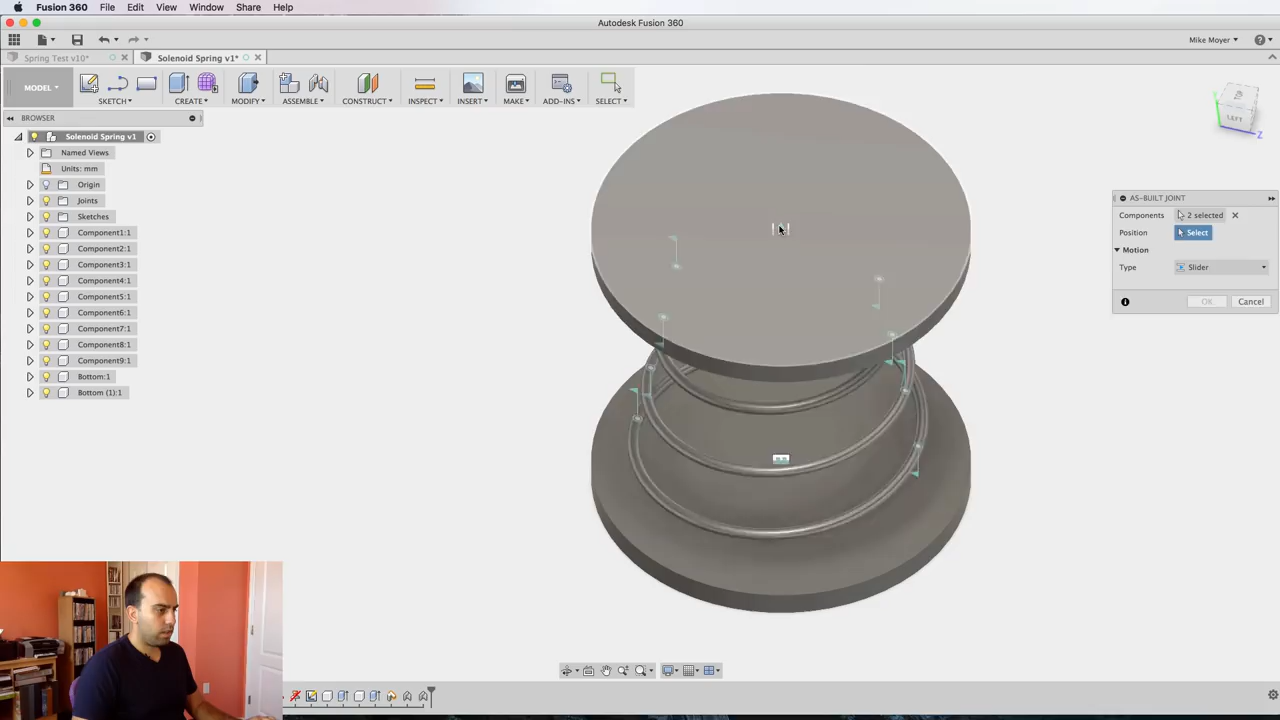 Fusion 360 File Edit View Window Share Help
Autodesk Fusion 360
Mike Moyer
Spring Test v10*
Solenoid Spring v1*
MODEL
SKETCH CREATE MODIFY ASSEMBLE CONSTRUCT INSPECT INSERT MAKE ADD-INS SELECT
LEFT
Z
BROWSER
Solenoid Spring v1
Named Views
Units: mm
Origin
Joints
Sketches
Component1:1
Component2:1
Component3:1
Component4:1
Component5:1
Component6:1
Component7:1
Component8:1
Component9:1
Bottom:1
Bottom (1):1
AS-BUILT JOINT
Components 2 selected
Position Select
Motion
Type Slider
OK Cancel